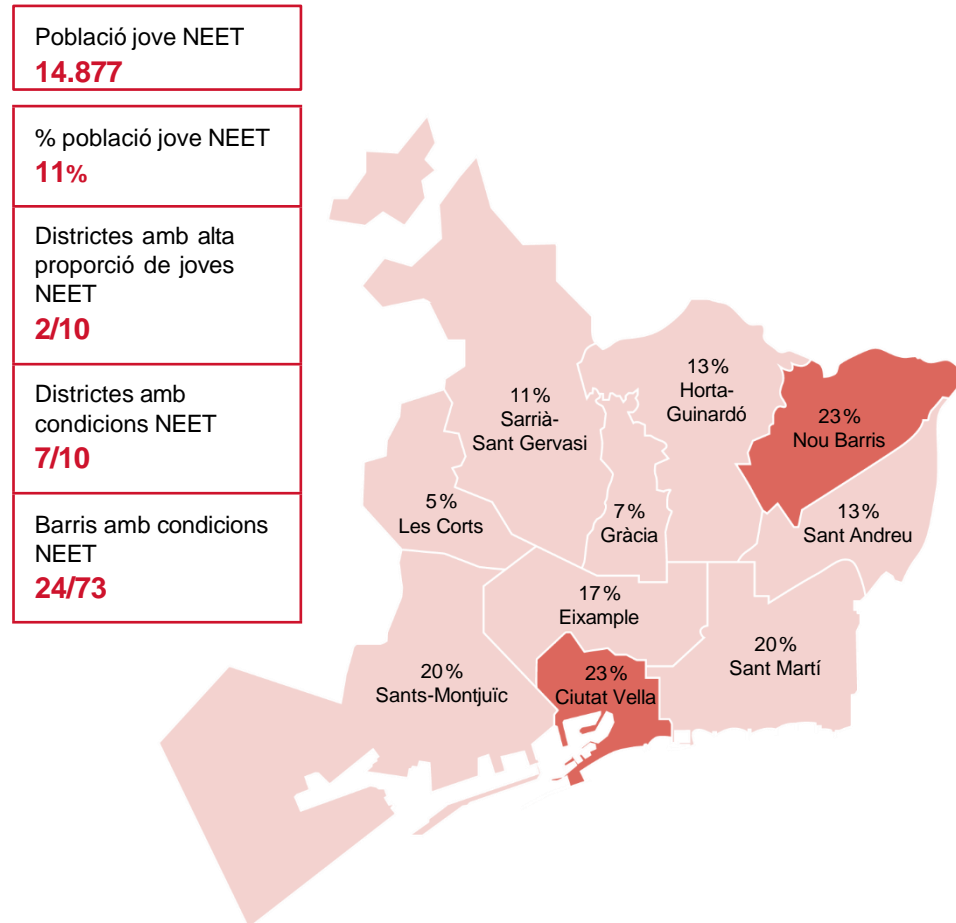 Població jove NEET
14.877
% població jove NEET
11%
Districtes amb alta
proporció de joves
NEET
2/10
Districtes amb
condicions NEET
7/10
Barris amb condicions
NEET
24/73
13%
Horta-
Guinardó
11%
Sarrià-
Sant Gervasi
23%
Nou Barris
5%
Les Corts
7%
Gràcia
13%
Sant Andreu
17%
Eixample
20%
Sant Martí
20%
Sants-Montjuïc
23%
Ciutat Vella